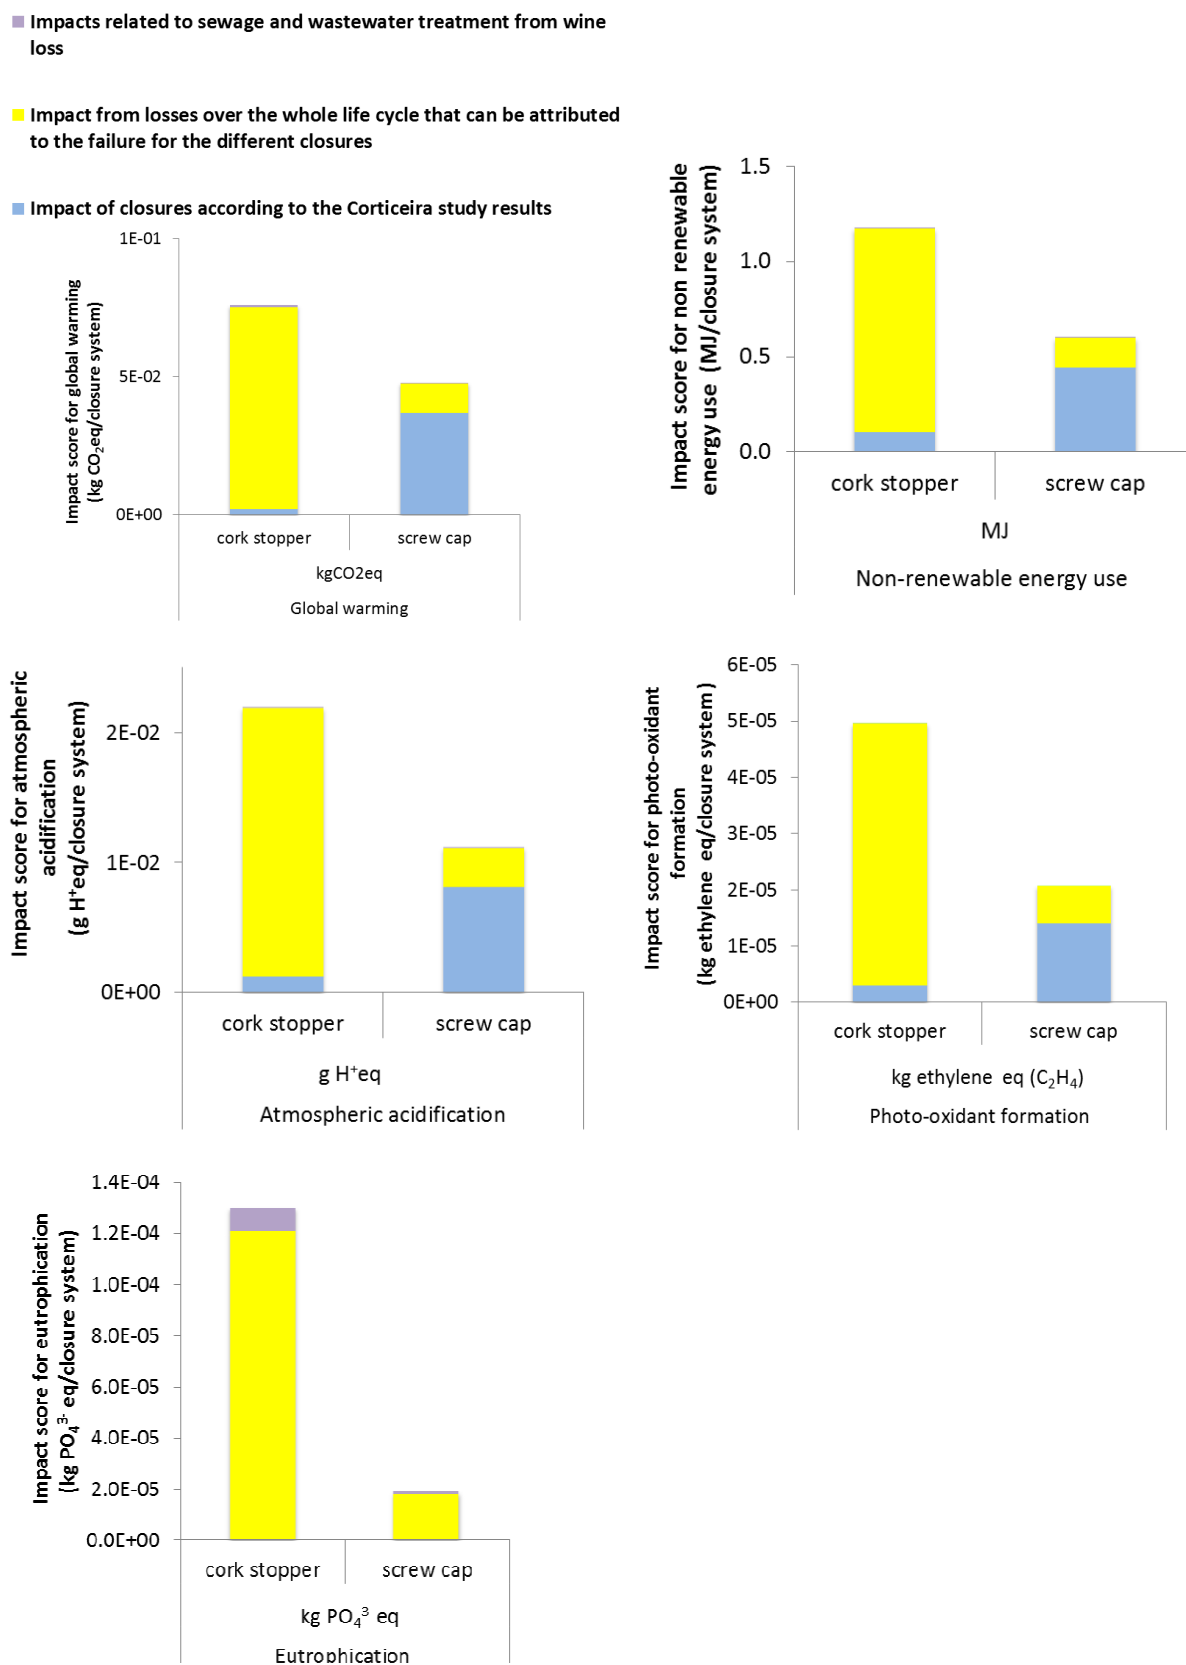 Impacts related to sewage and wastewater treatment from wine
loss
Impact from losses over the whole life cycle that can be attributed
to the failure for the different closures
Impact of closures according to the Corticeira study results
Impact score for global warming
(kg CO₂eq/closure system)
1E-01
5E-02
0E+00
cork stopper
screw cap
kgCO2eq
Global warming
Impact score for non renewable
energy use (MJ/closure system)
1.5
1.0
0.5
0.0
cork stopper
screw cap
MJ
Non-renewable energy use
Impact score for atmospheric
acidification
(g H⁺eq/closure system)
2E-02
1E-02
0E+00
cork stopper
screw cap
g H⁺eq
Atmospheric acidification
Impact score for photo-oxidant
formation
(kg ethylene eq/closure system )
6E-05
5E-05
4E-05
3E-05
2E-05
1E-05
0E+00
cork stopper
screw cap
kg ethylene eq (C₂H₄)
Photo-oxidant formation
Impact score for eutrophication
(kg PO₄³⁻ eq/closure system)
1.4E-04
1.2E-04
1.0E-04
8.0E-05
6.0E-05
4.0E-05
2.0E-05
0.0E+00
cork stopper
screw cap
kg PO₄³ eq
Eutrophication